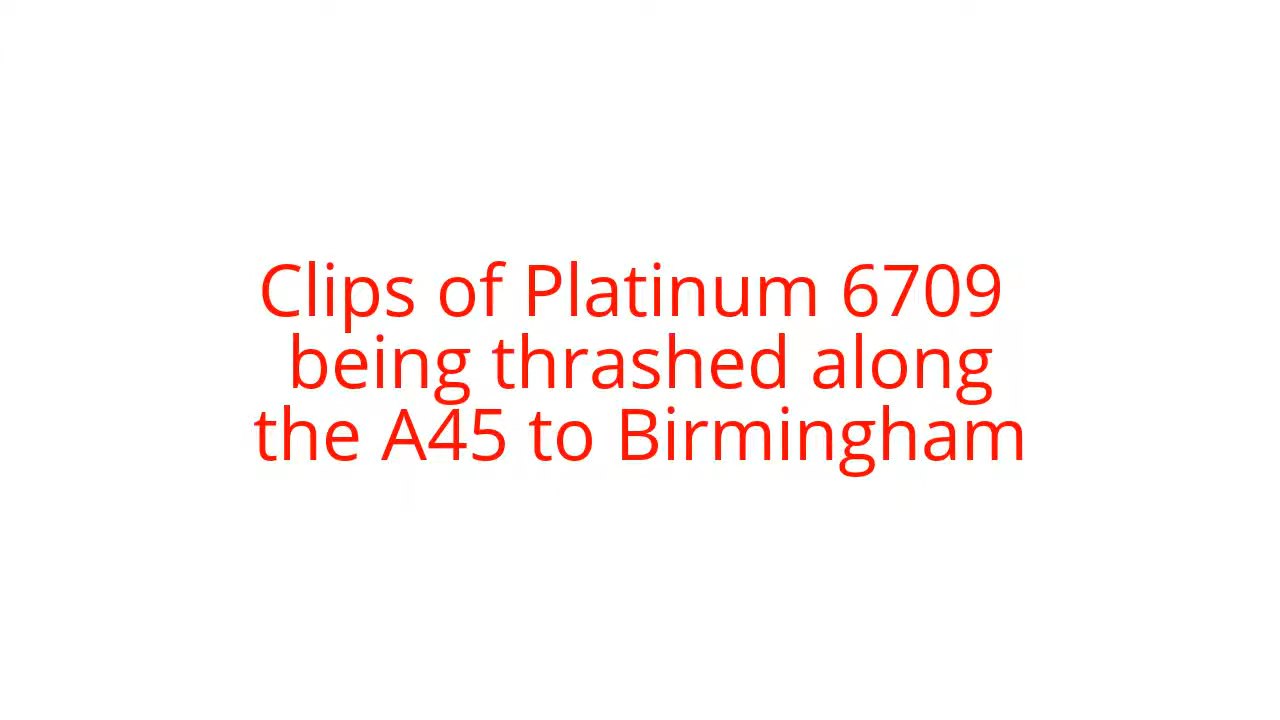 Clips of Platinum 6709
being thrashed along
the A45 to Birmingham